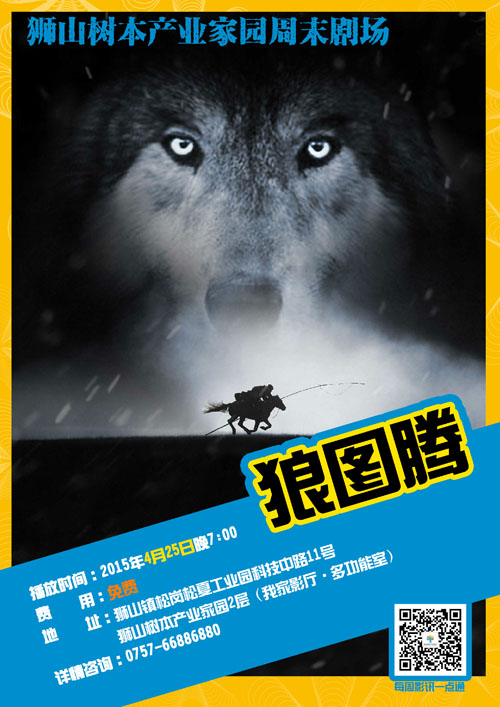 狮山树本产业家园周末剧场
狼图腾
播放时间：2015年4月25日晚7:00
费 用：免费
地 址：狮山镇松岗松夏工业园科技中路11号
狮山树本产业家园2层（我家影厅·多功能室）
详情咨询：0757-66886880
每周影讯一点通